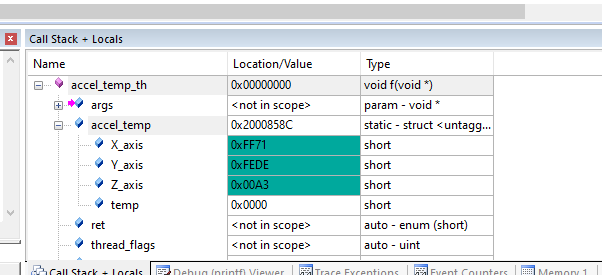 Call Stack + Locals
Name Location/Value Type
accel_temp_th 0x00000000 void f(void *)
args <not in scope> param - void *
accel_temp 0x2000858C static - struct <untagg...
X_axis 0xFF71 short
Y_axis 0xFEDE short
Z_axis 0x00A3 short
temp 0x0000 short
ret <not in scope> auto - enum (short)
thread_flags <not in scope> auto - uint
Call Stack + Locals Debug (printf) Viewer Trace Exceptions Event Counters Memory 1